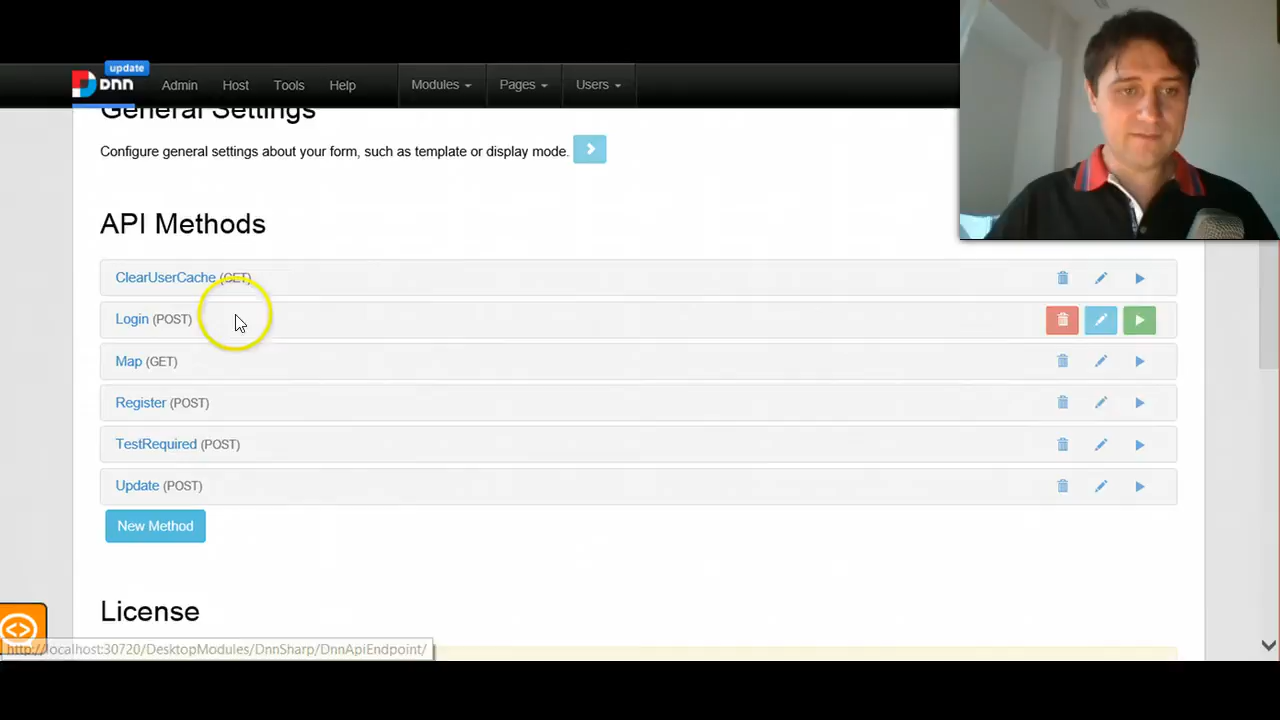 update
DNN Admin Host Tools Help Modules Pages Users
General Settings
Configure general settings about your form, such as template or display mode.
API Methods
ClearUserCache (GET)
Login (POST)
Map (GET)
Register (POST)
TestRequired (POST)
Update (POST)
New Method
License
http://localhost:30720/DesktopModules/DnnSharp/DnnApiEndpoint/